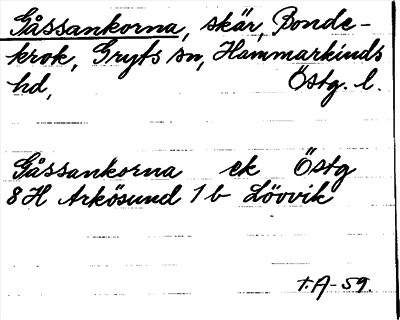 Gåssankorna, skär, Bonde-
krok, Gryts sn, Hammarkinds
hd, Östg. l.
Gåssankorna ek Östg
8H Arkösund 1b Lövvik
t.A-59.